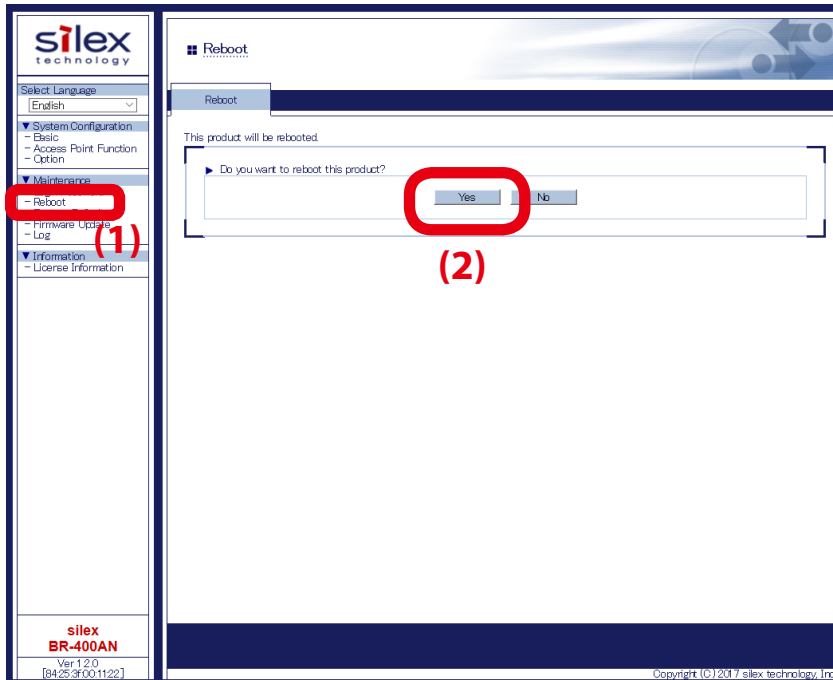 silex
technology
Select Language
English
▼ System Configuration
- Basic
- Access Point Function
- Option
▼ Maintenance
- Reboot
- Firmware Update
- Log
(1)
▼ Information
- License Information
silex
BR-400AN
Ver 1.2.0
[84:25:3f:00:11:22]
Reboot
Reboot
This product will be rebooted.
Do you want to reboot this product?
Yes No
(2)
Copyright (C) 2017 silex technology, Inc